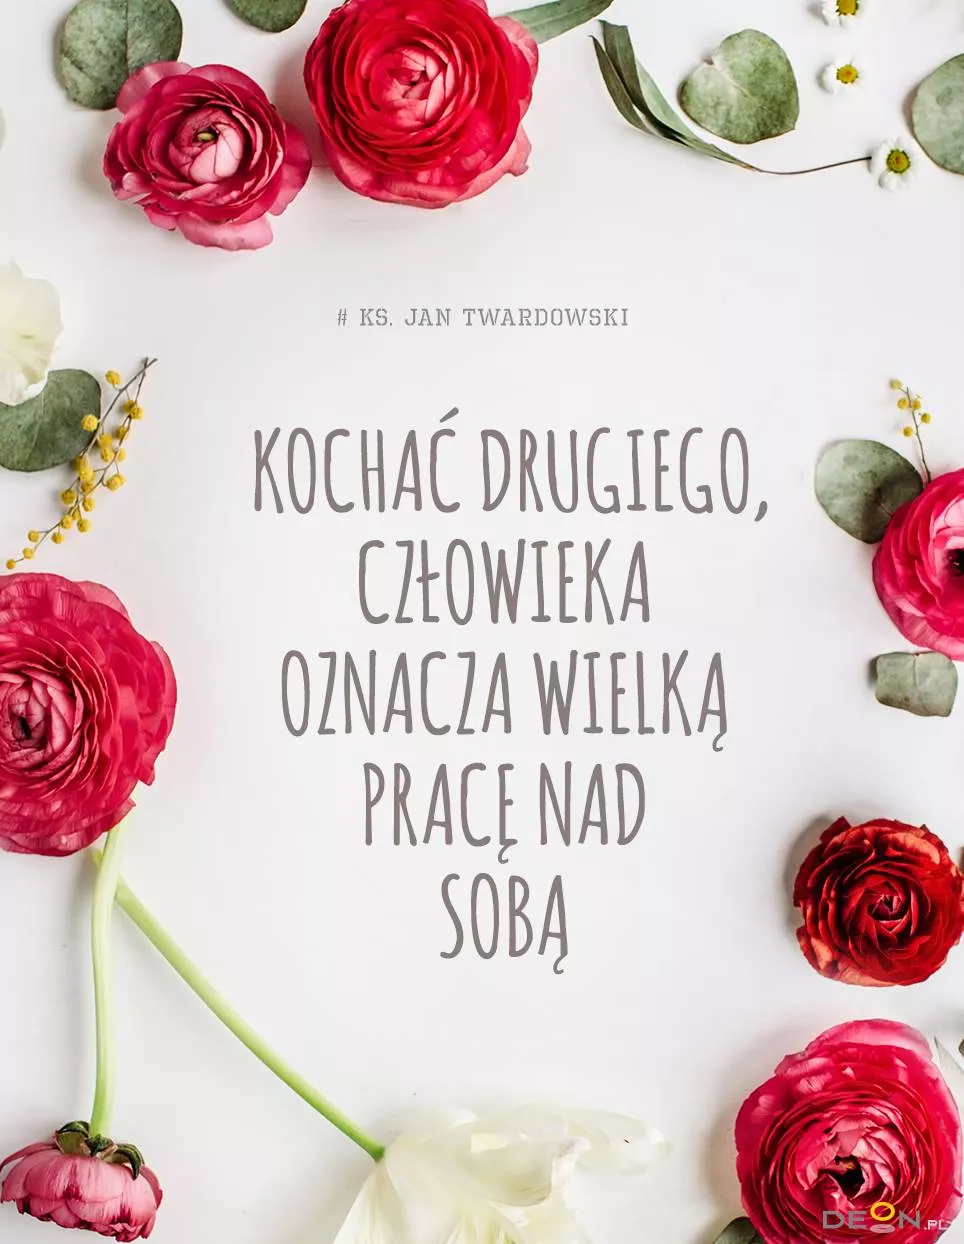 # KS. JAN TWARDOWSKI
KOCHAĆ DRUGIEGO,
CZŁOWIEKA
OZNACZA WIELKĄ
PRACĘ NAD
SOBĄ
DEON.PL